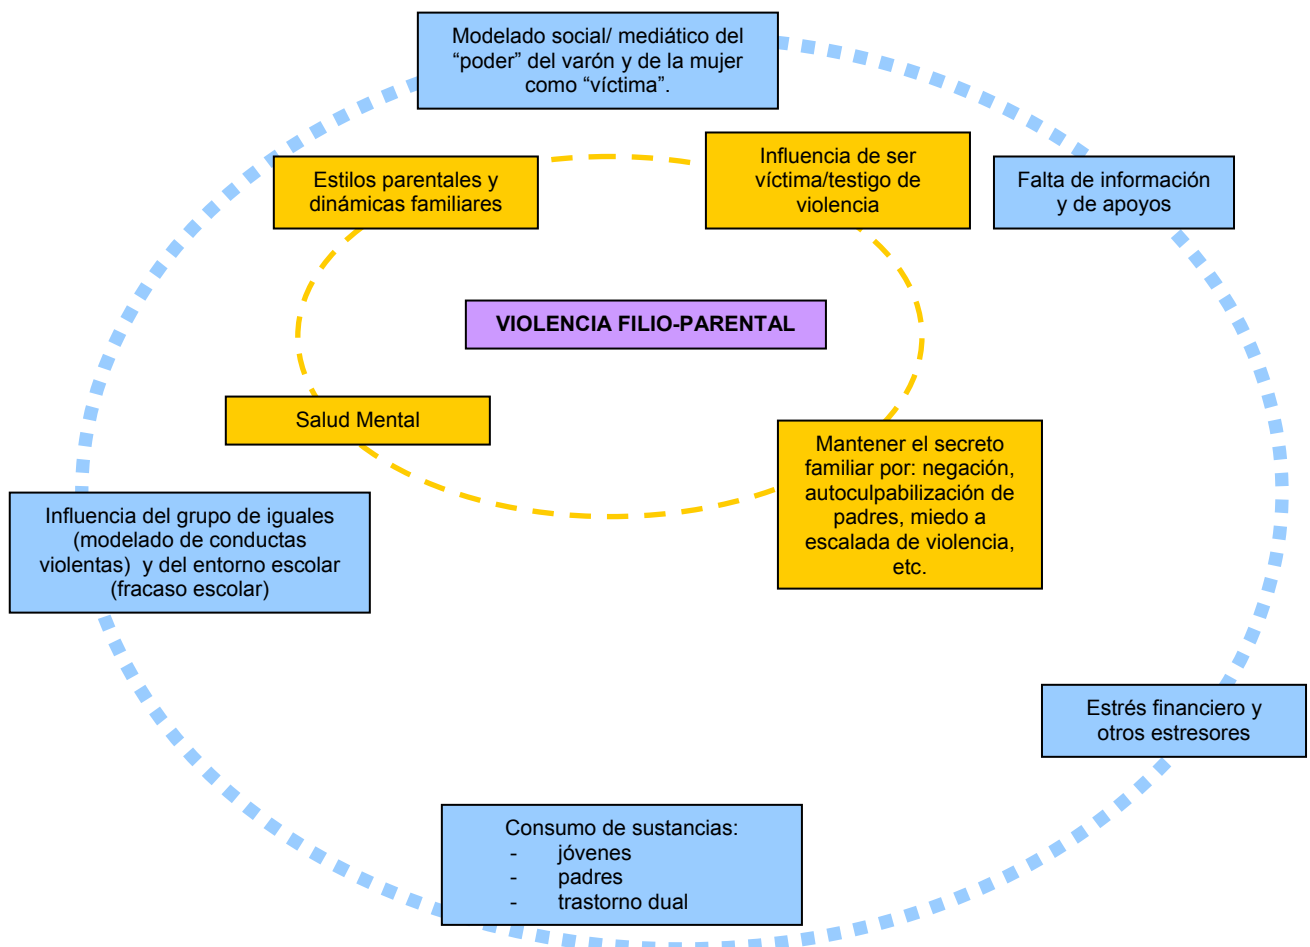 Modelado social/ mediático del
“poder” del varón y de la mujer
como “víctima”.
Estilos parentales y
dinámicas familiares
Influencia de ser
víctima/testigo de
violencia
Falta de información
y de apoyos
VIOLENCIA FILIO-PARENTAL
Salud Mental
Mantener el secreto
familiar por: negación,
autoculpabilización de
padres, miedo a
escalada de violencia,
etc.
Influencia del grupo de iguales
(modelado de conductas
violentas)  y del entorno escolar
(fracaso escolar)
Estrés financiero y
otros estresores
Consumo de sustancias:
- jóvenes
- padres
- trastorno dual